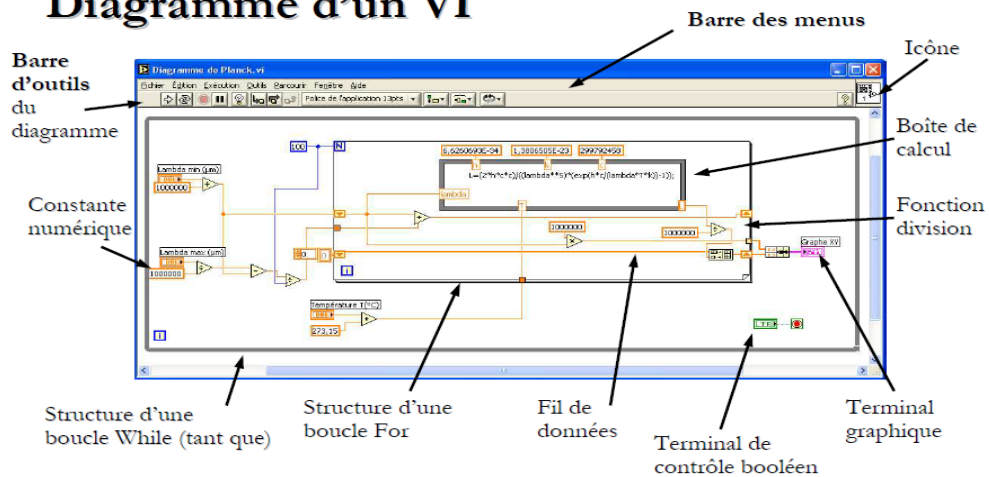 Diagramme d'un VI
Barre des menus
Icône
Barre
d'outils
du
diagramme
Diagramme de Planck.vi
Fichier Édition Exécution Outils Parcourir Fenêtre Aide
Police de l'application 13pts
Boîte de
calcul
100
N
6,6260693E-34
1,3806505E-23
299792458
h
k
c
L=(2*h*c*c)/((lambda**5)*(exp(h*c/(lambda*T*k))-1));
Lambda min (µm)
1000000
lambda
T
L
Constante
numérique
Fonction
division
1000000
1000000
Graphe XY
Lambda max (µm)
1000000
0
i
Température T(°C)
273,15
i
Structure d'une
boucle While (tant que)
Structure d'une
boucle For
Fil de
données
Terminal de
contrôle booléen
Terminal
graphique